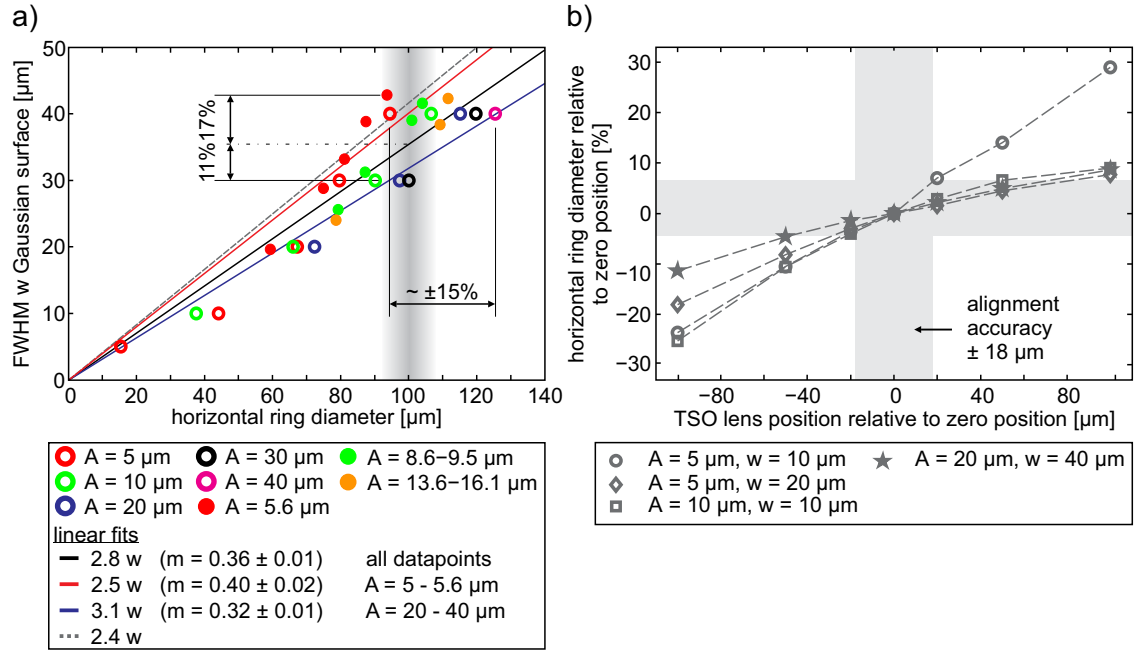 a)
FWHM w Gaussian surface [µm]
50
40
30
20
10
0
17%
11%
~ ±15%
0 20 40 60 80 100 120 140
horizontal ring diameter [µm]
A = 5 µm
A = 30 µm
A = 8.6−9.5 µm
A = 10 µm
A = 40 µm
A = 13.6−16.1 µm
A = 20 µm
A = 5.6 µm
linear fits
2.8 w (m = 0.36 ± 0.01) all datapoints
2.5 w (m = 0.40 ± 0.02) A = 5 - 5.6 µm
3.1 w (m = 0.32 ± 0.01) A = 20 - 40 µm
2.4 w
b)
horizontal ring diameter relative
to zero position [%]
30
20
10
0
−10
−20
−30
alignment
accuracy
± 18 µm
−80 −40 0 40 80
TSO lens position relative to zero position [µm]
A = 5 µm, w = 10 µm
A = 20 µm, w = 40 µm
A = 5 µm, w = 20 µm
A = 10 µm, w = 10 µm